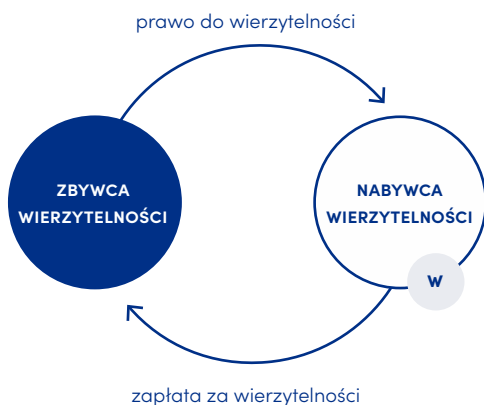 prawo do wierzytelności
ZBYWCA
WIERZYTELNOŚCI
NABYWCA
WIERZYTELNOŚCI
W
zapłata za wierzytelności